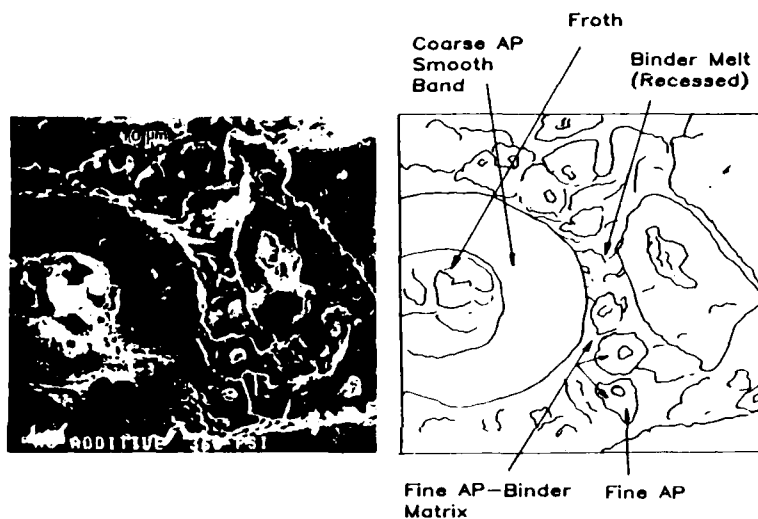 Froth
Coarse AP
Smooth
Band
Binder Melt
(Recessed)
10 µm
ADDITIVE PSI
Fine AP-Binder
Matrix
Fine AP